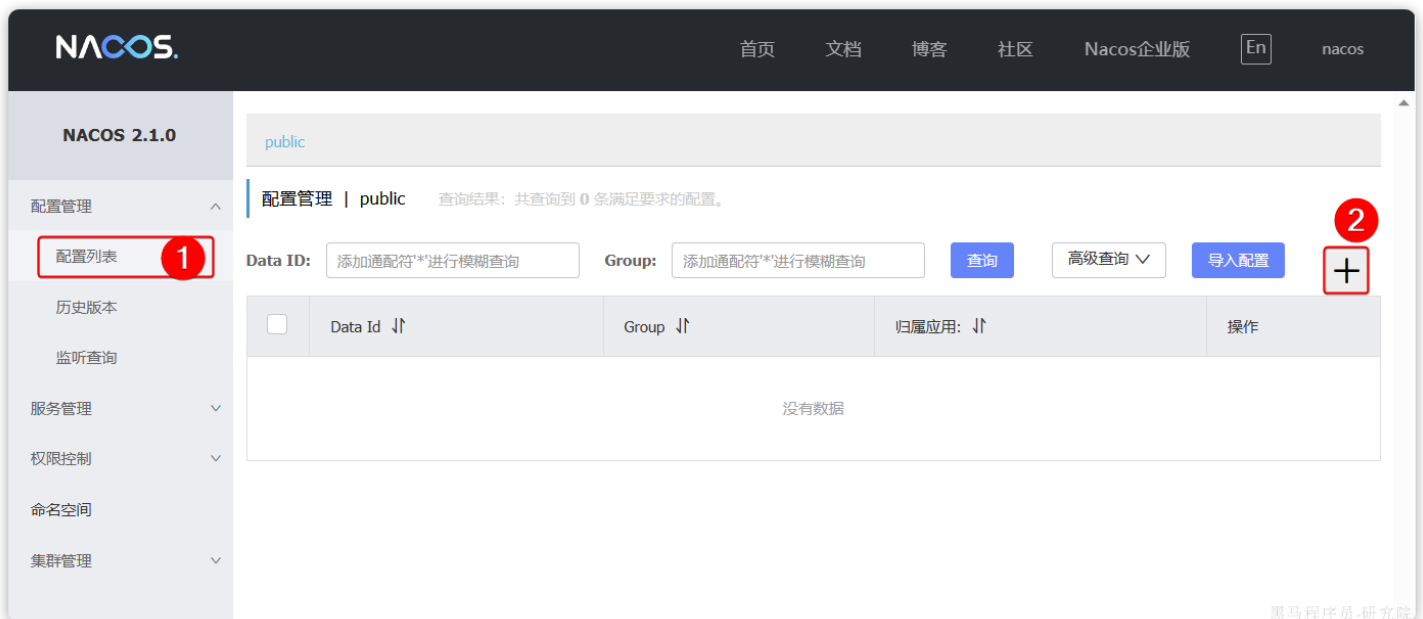 NACOS.
首页 文档 博客 社区 Nacos企业版 En nacos
NACOS 2.1.0
配置管理
配置列表 1
历史版本
监听查询
服务管理
权限控制
命名空间
集群管理
public
配置管理 | public 查询结果：共查询到 0 条满足要求的配置。
2
Data ID: 添加通配符'*'进行模糊查询 Group: 添加通配符'*'进行模糊查询 查询 高级查询 导入配置 +
Data Id Group 归属应用: 操作
没有数据
黑马程序员-研究院